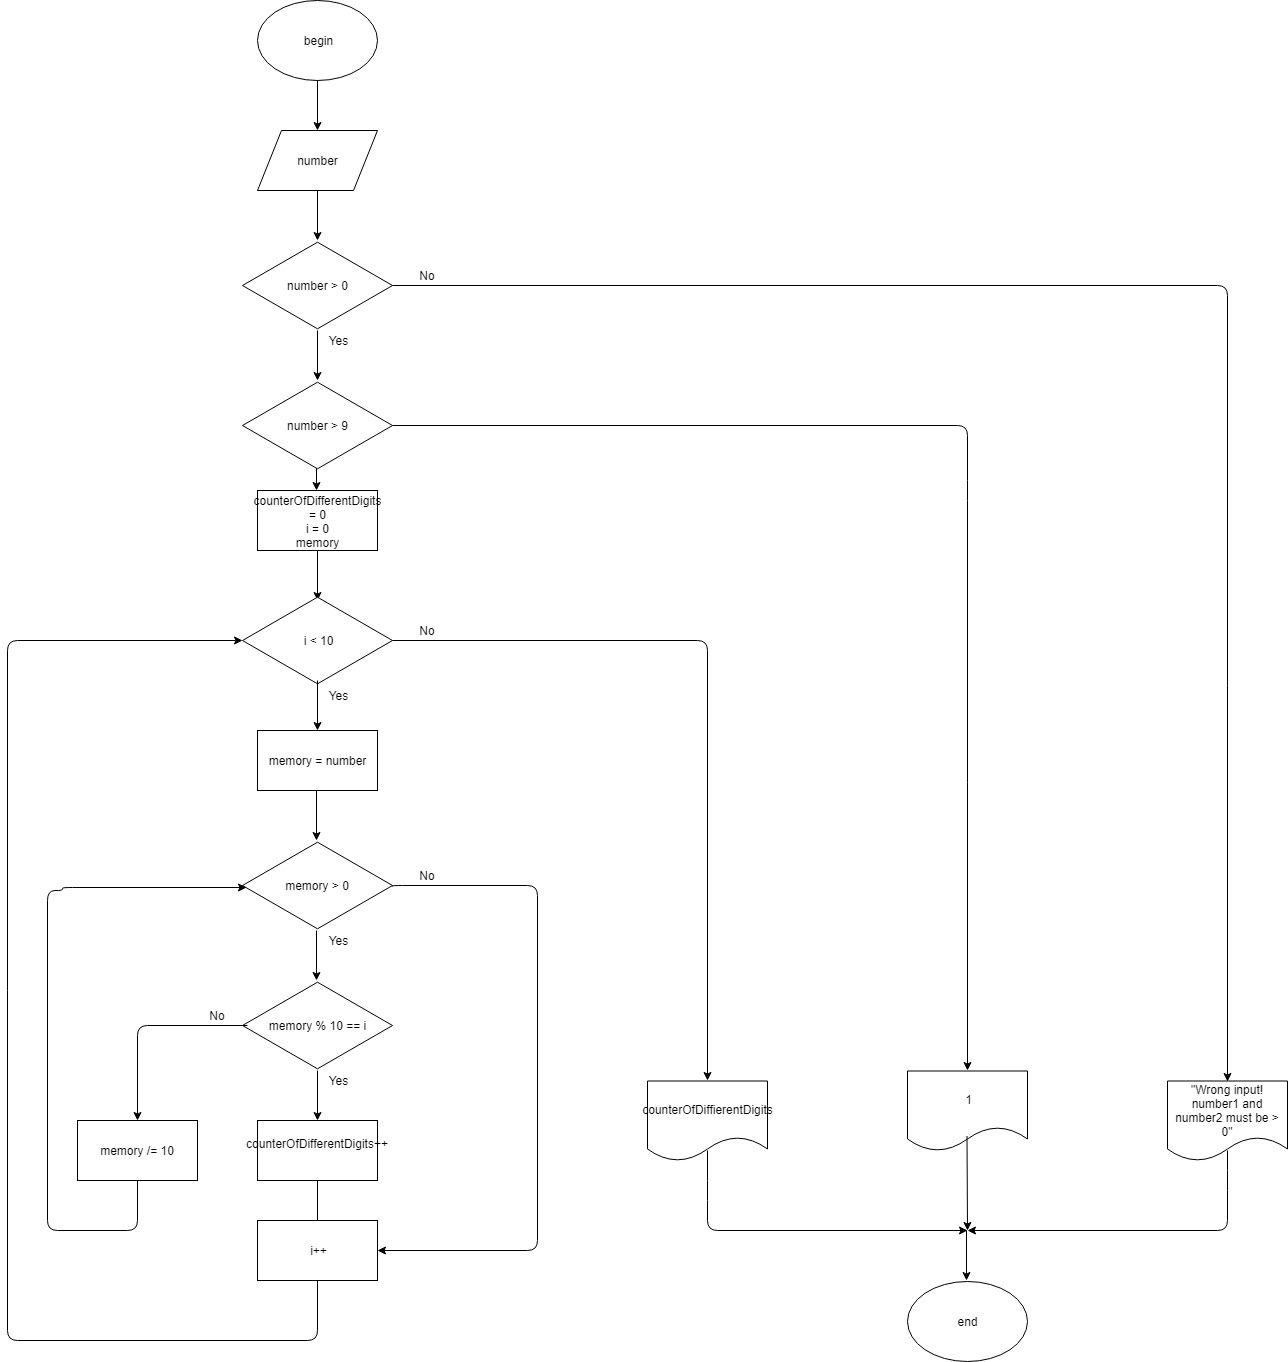 begin
number
number > 0
No
Yes
number > 9
counterOfDifferentDigits
= 0
i = 0
memory
i < 10
No
Yes
memory = number
memory > 0
No
Yes
memory % 10 == i
No
Yes
memory /= 10
counterOfDifferentDigits++
i++
counterOfDiffierentDigits
1
"Wrong input!
number1 and
number2 must be >
0"
end